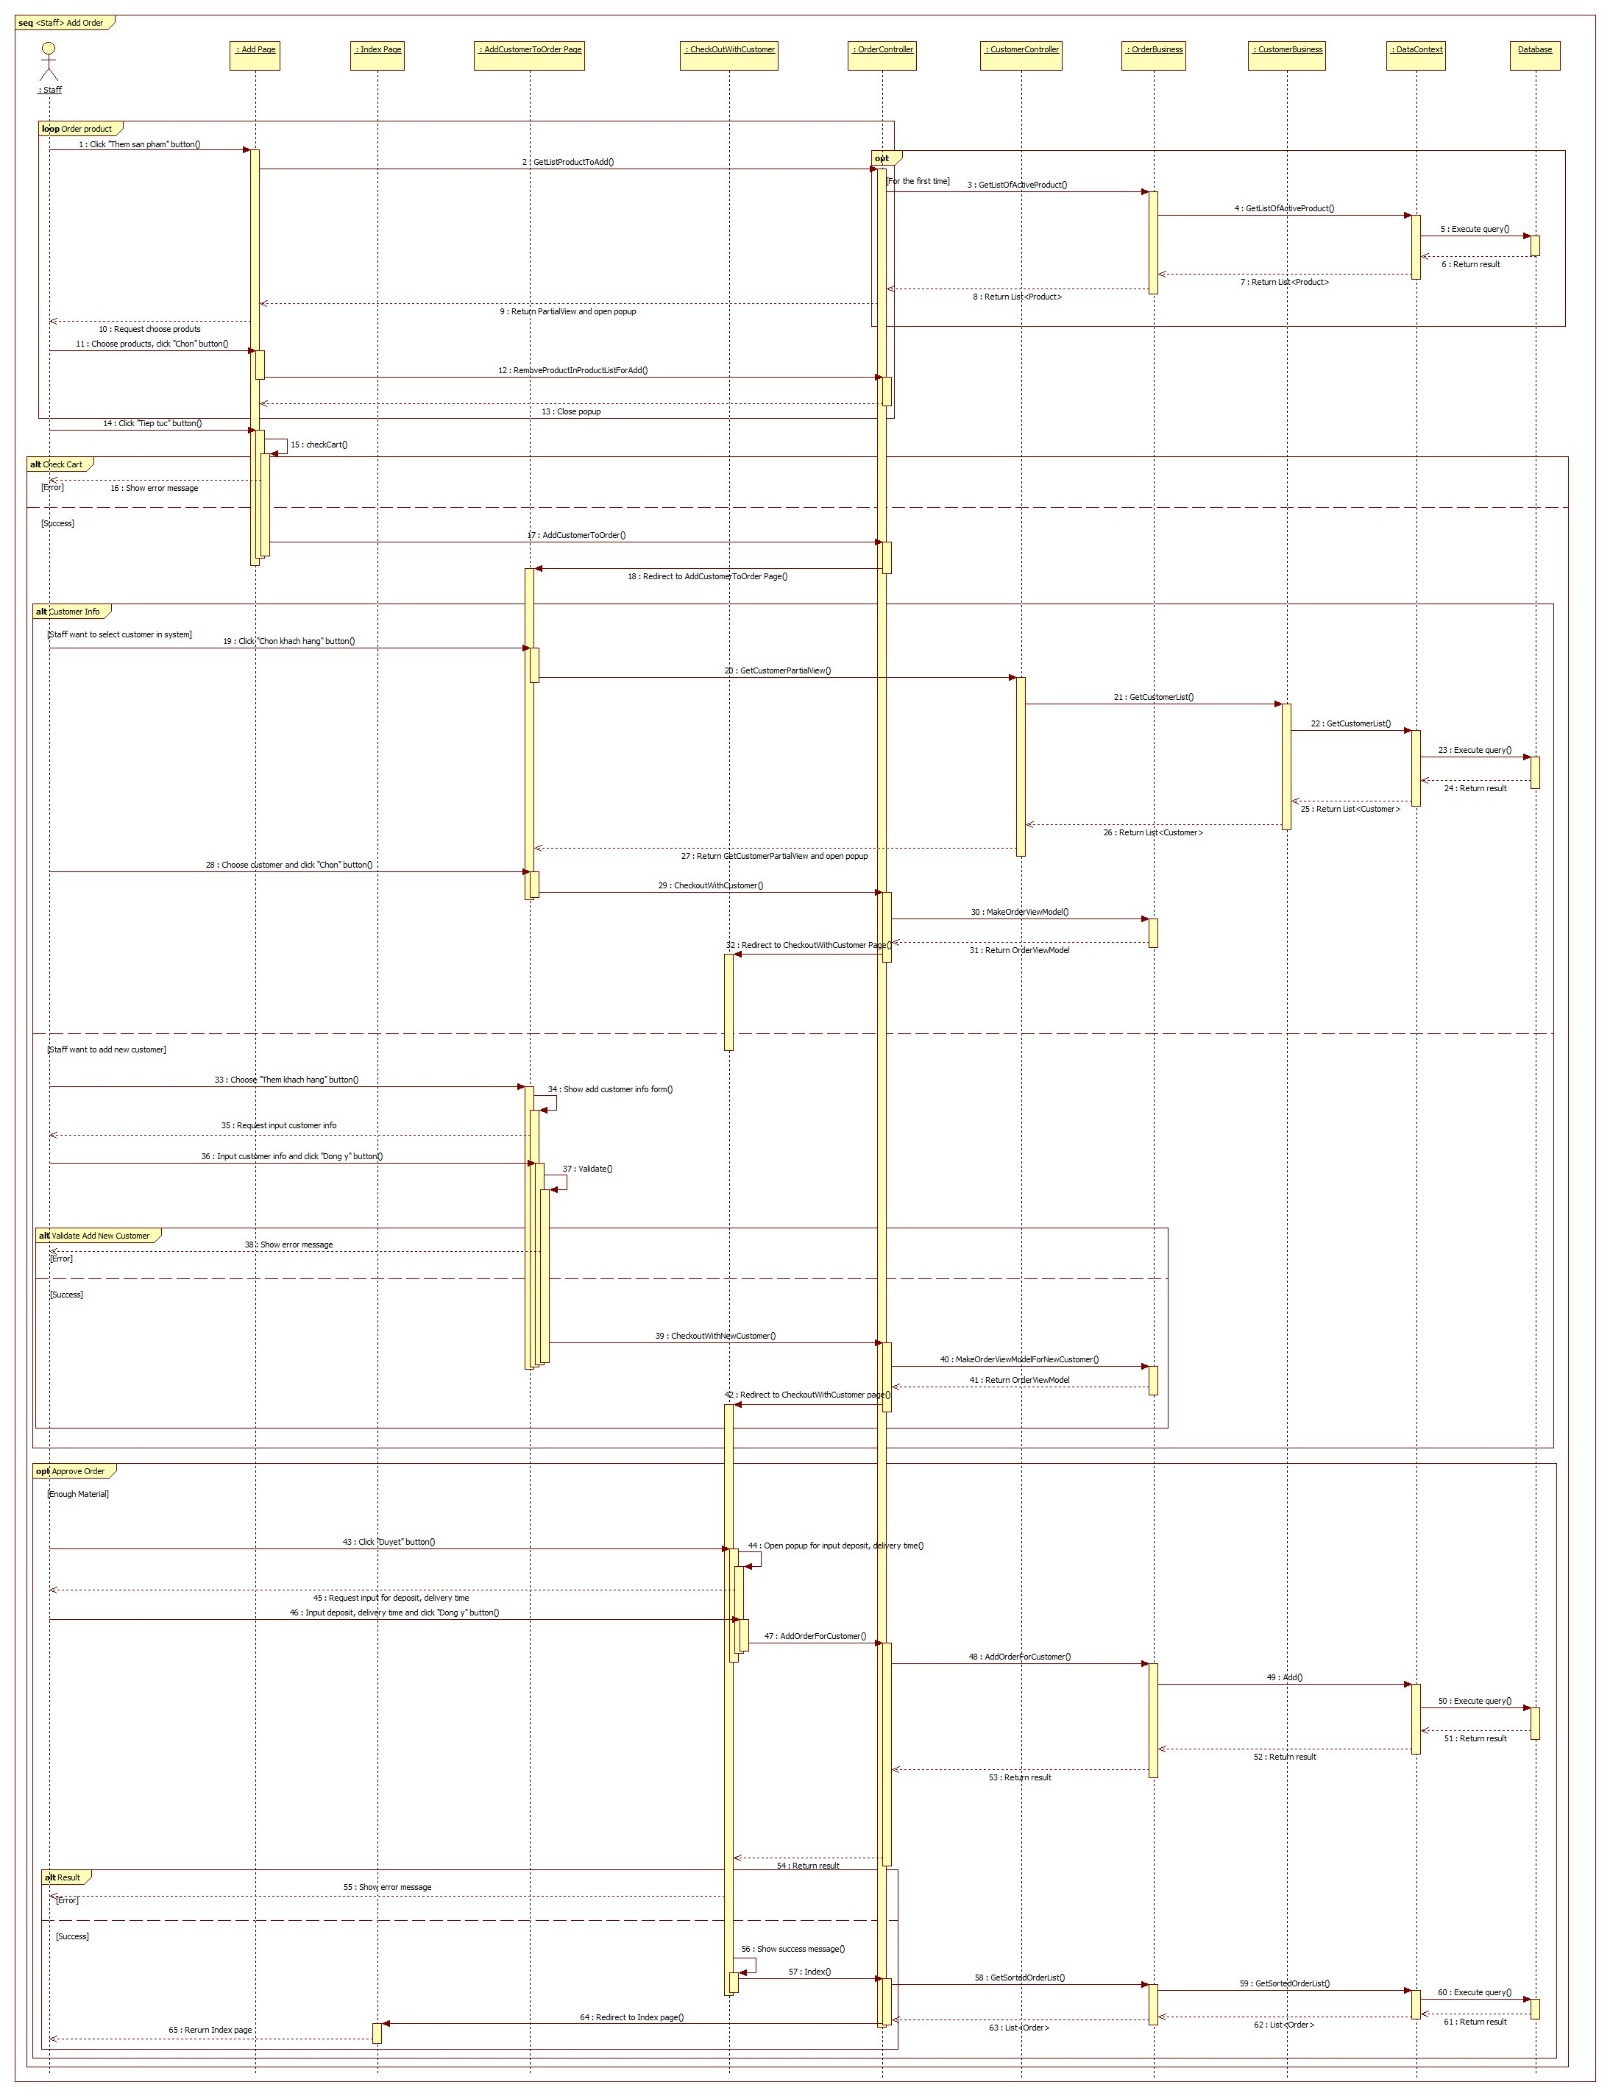 seq <Staff> Add Order
: Staff
: Add Page
: Index Page
: AddCustomerToOrder Page
: CheckOutWithCustomer
: OrderController
: CustomerController
: OrderBusiness
: CustomerBusiness
: DataContext
Database
loop Order product
1 : Click "Them san pham" button()
opt
2 : GetListProductToAdd()
[For the first time]
3 : GetListOfActiveProduct()
4 : GetListOfActiveProduct()
5 : Execute query()
6 : Return result
7 : Return List<Product>
8 : Return List<Product>
9 : Return PartialView and open popup
10 : Request choose produts
11 : Choose products, click "Chon" button()
12 : RemoveProductInProductListForAdd()
13 : Close popup
14 : Click "Tiep tuc" button()
15 : checkCart()
alt Check Cart
[Error]
16 : Show error message
[Success]
17 : AddCustomerToOrder()
18 : Redirect to AddCustomerToOrder Page()
alt Customer Info
[Staff want to select customer in system]
19 : Click "Chon khach hang" button()
20 : GetCustomerPartialView()
21 : GetCustomerList()
22 : GetCustomerList()
23 : Execute query()
24 : Return result
25 : Return List<Customer>
26 : Return List<Customer>
27 : Return GetCustomerPartialView and open popup
28 : Choose customer and click "Chon" button()
29 : CheckoutWithCustomer()
30 : MakeOrderViewModel()
31 : Return OrderViewModel
32 : Redirect to CheckoutWithCustomer Page()
[Staff want to add new customer]
33 : Choose "Them khach hang" button()
34 : Show add customer info form()
35 : Request input customer info
36 : Input customer info and click "Dong y" button()
37 : Validate()
alt Validate Add New Customer
38 : Show error message
[Error]
[Success]
39 : CheckoutWithNewCustomer()
40 : MakeOrderViewModelForNewCustomer()
41 : Return OrderViewModel
42 : Redirect to CheckoutWithCustomer page()
opt Approve Order
[Enough Material]
43 : Click "Duyet" button()
44 : Open popup for input deposit, delivery time()
45 : Request input for deposit, delivery time
46 : Input deposit, delivery time and click "Dong y" button()
47 : AddOrderForCustomer()
48 : AddOrderForCustomer()
49 : Add()
50 : Execute query()
51 : Return result
52 : Return result
53 : Return result
54 : Return result
alt Result
55 : Show error message
[Error]
[Success]
56 : Show success message()
57 : Index()
58 : GetSortedOrderList()
59 : GetSortedOrderList()
60 : Execute query()
61 : Return result
62 : List<Order>
63 : List<Order>
64 : Redirect to Index page()
65 : Rerurn Index page